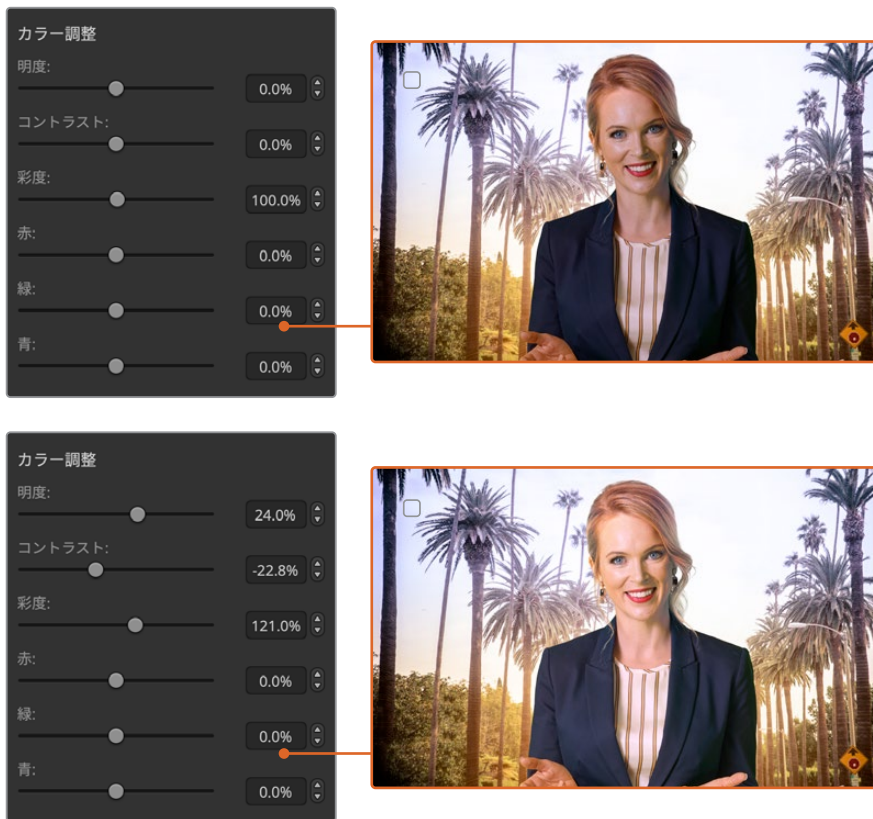 カラー調整
明度:
0.0%
コントラスト:
0.0%
彩度:
100.0%
赤:
0.0%
緑:
0.0%
青:
0.0%
カラー調整
明度:
24.0%
コントラスト:
-22.8%
彩度:
121.0%
赤:
0.0%
緑:
0.0%
青:
0.0%